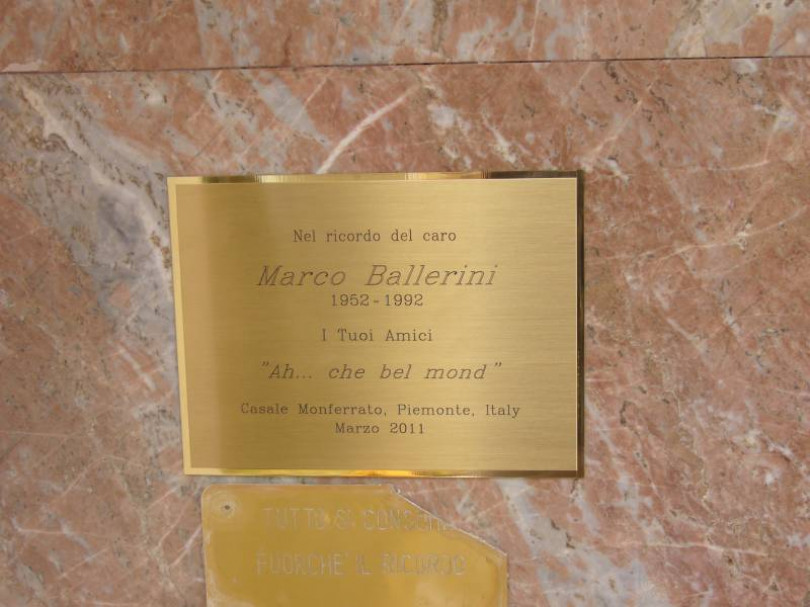 Nel ricordo del caro
Marco Ballerini
1952-1992
I Tuoi Amici
"Ah... che bel mond"
Casale Monferrato, Piemonte, Italy
Marzo 2011
TUTTO SI
FUORCHE' IL RICORDO